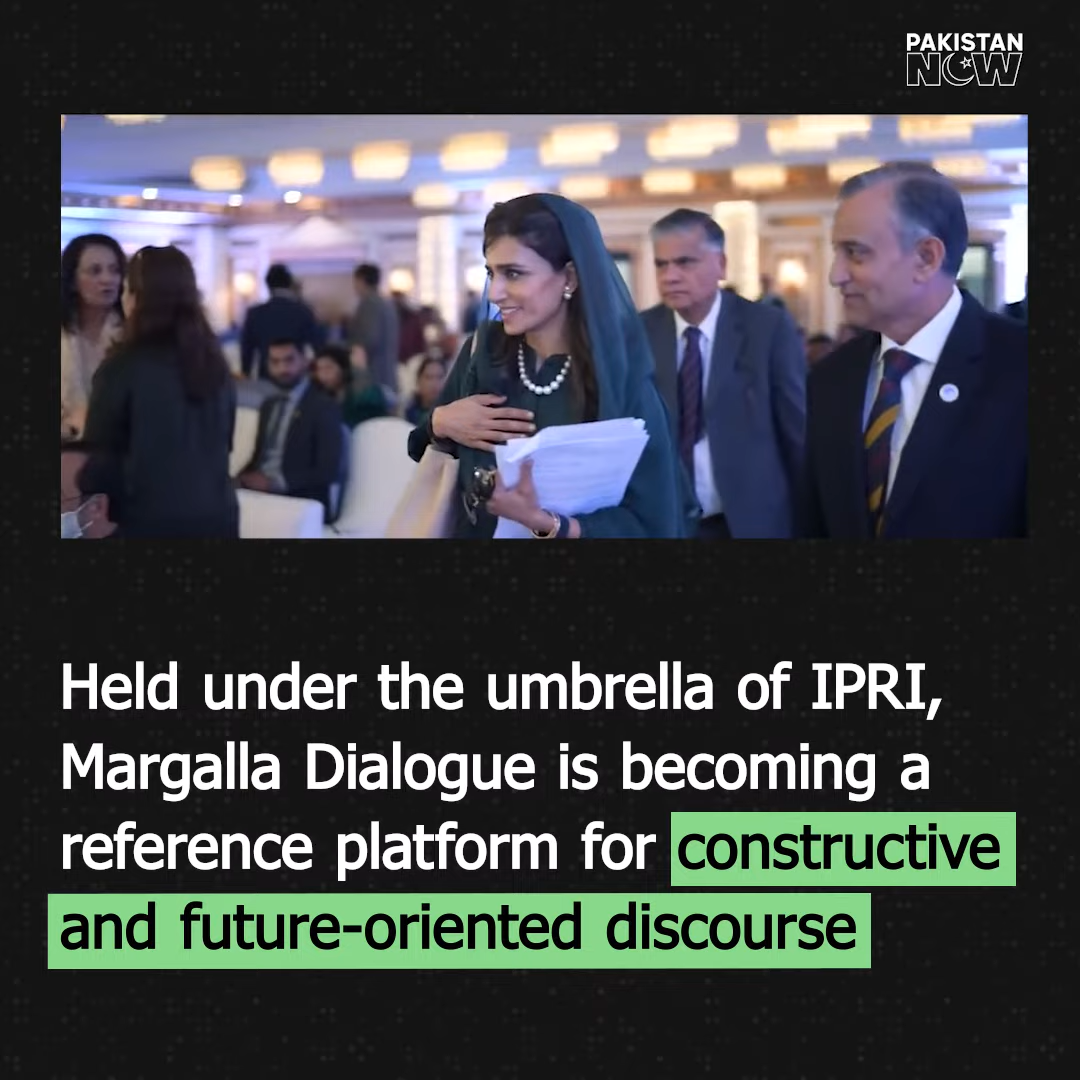 PAKISTAN
NOW
Held under the umbrella of IPRI,
Margalla Dialogue is becoming a
reference platform for constructive
and future-oriented discourse